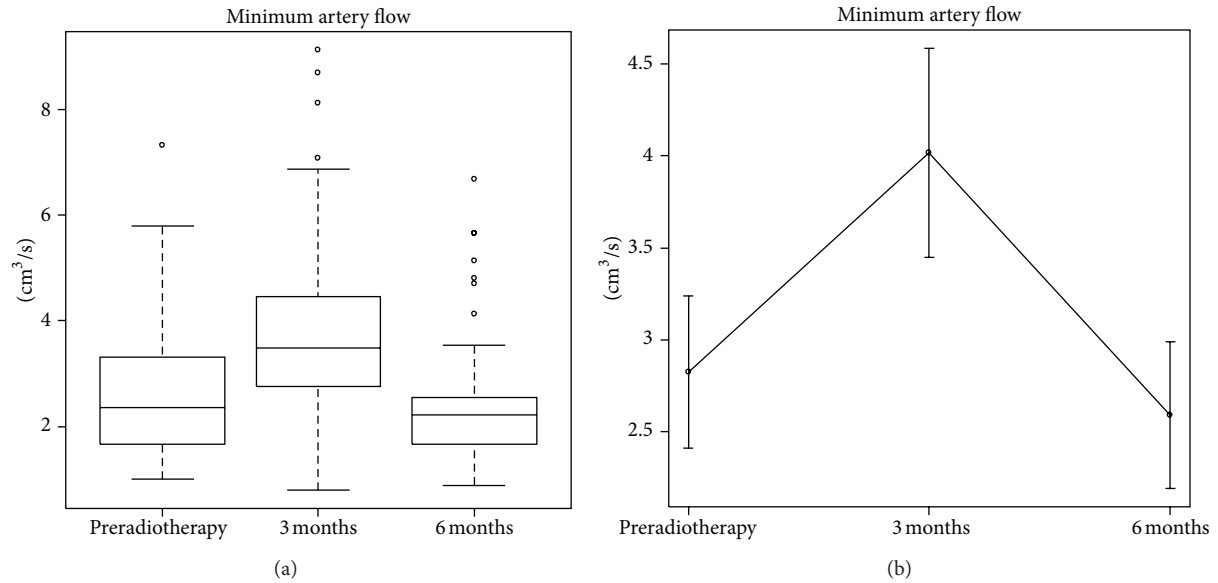 Minimum artery flow
8
6
4
2
(cm³/s)
Preradiotherapy 3 months 6 months
(a)
Minimum artery flow
4.5
4
3.5
3
2.5
(cm³/s)
Preradiotherapy 3 months 6 months
(b)